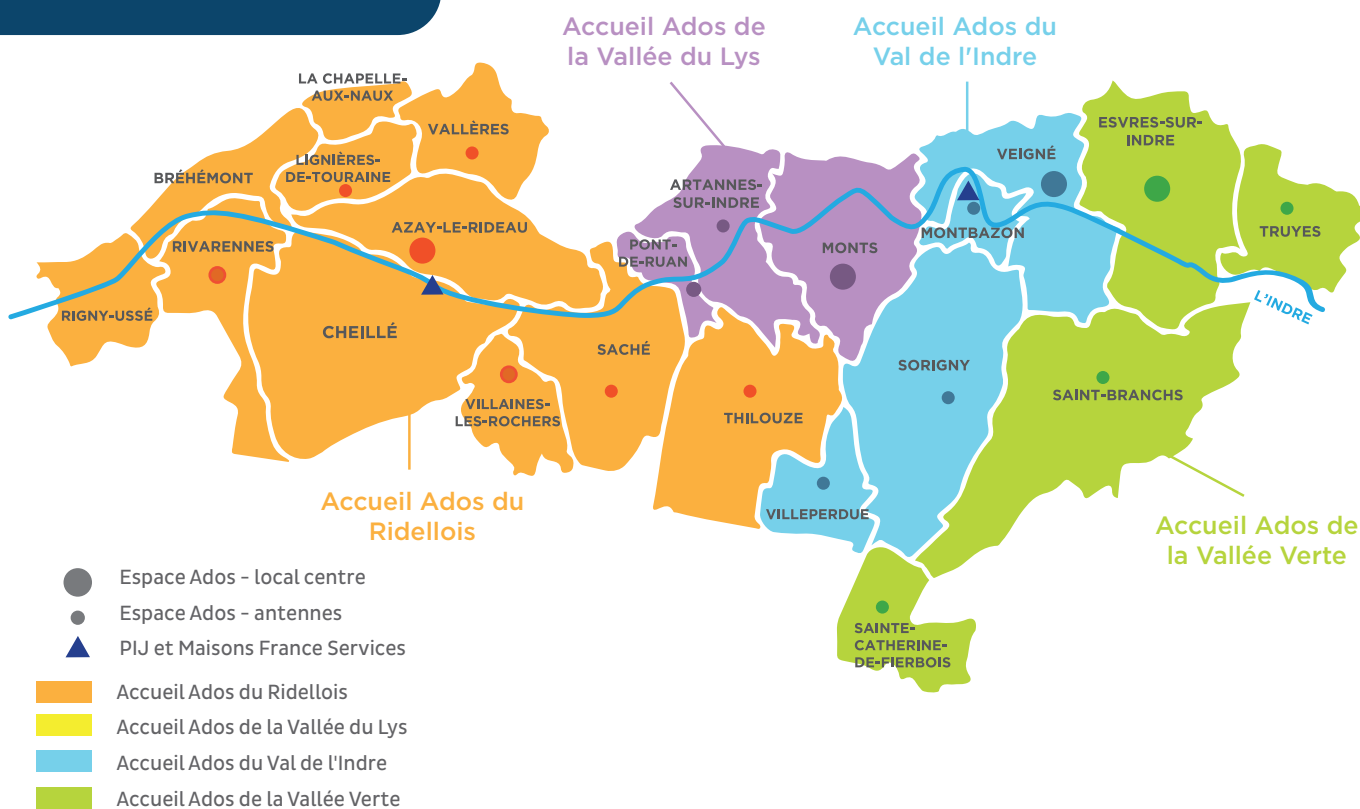 Accueil Ados de
la Vallée du Lys
Accueil Ados du
Val de l'Indre
LA CHAPELLE-
AUX-NAUX
VALLÈRES
LIGNIÈRES-
DE-TOURAINE
BRÉHÉMONT
AZAY-LE-RIDEAU
RIVARENNES
RIGNY-USSÉ
CHEILLÉ
VILLAINES-
LES-ROCHERS
SACHÉ
THILOUZE
ARTANNES-
SUR-INDRE
PONT-
DE-RUAN
MONTS
VEIGNÉ
MONTBAZON
SORIGNY
VILLEPERDUE
ESVRES-SUR-
INDRE
TRUYES
L'INDRE
SAINT-BRANCHS
SAINTE-
CATHERINE-
DE-FIERBOIS
Accueil Ados du
Ridellois
Accueil Ados de
la Vallée Verte
Espace Ados - local centre
Espace Ados - antennes
PIJ et Maisons France Services
Accueil Ados du Ridellois
Accueil Ados de la Vallée du Lys
Accueil Ados du Val de l'Indre
Accueil Ados de la Vallée Verte